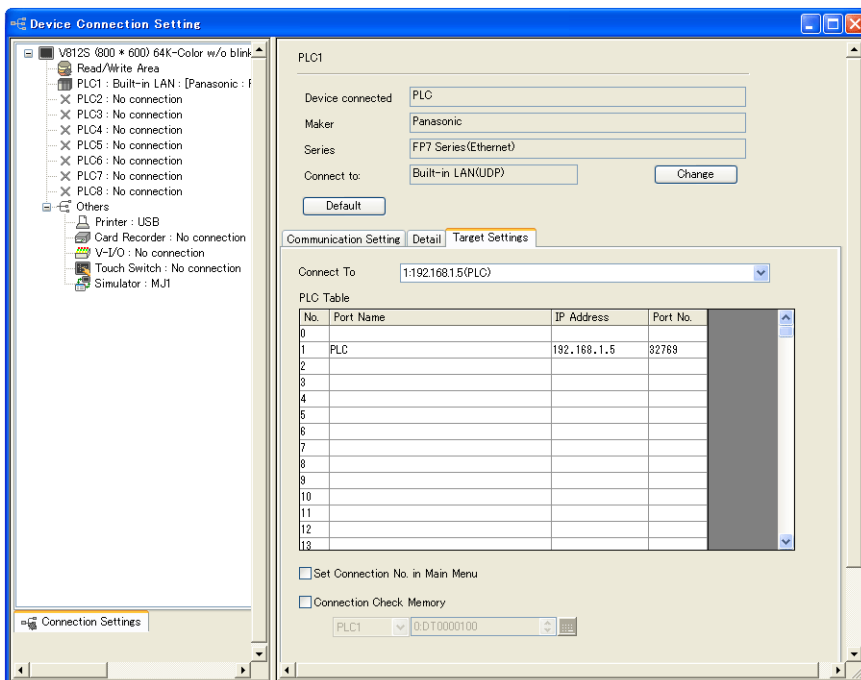 Device Connection Setting
V812S (800 * 600) 64K-Color w/o blink
Read/Write Area
PLC1 : Built-in LAN : [Panasonic :
PLC2 : No connection
PLC3 : No connection
PLC4 : No connection
PLC5 : No connection
PLC6 : No connection
PLC7 : No connection
PLC8 : No connection
Others
Printer : USB
Card Recorder : No connection
V-I/O : No connection
Touch Switch : No connection
Simulator : MJ1
Connection Settings
PLC1
Device connected PLC
Maker Panasonic
Series FP7 Series(Ethernet)
Connect to: Built-in LAN(UDP) Change
Default
Communication Setting Detail Target Settings
Connect To 1:192.168.1.5(PLC)
PLC Table
No. Port Name IP Address Port No.
0
1 PLC 192.168.1.5 32769
2
3
4
5
6
7
8
9
10
11
12
13
Set Connection No. in Main Menu
Connection Check Memory
PLC1 0:DT0000100